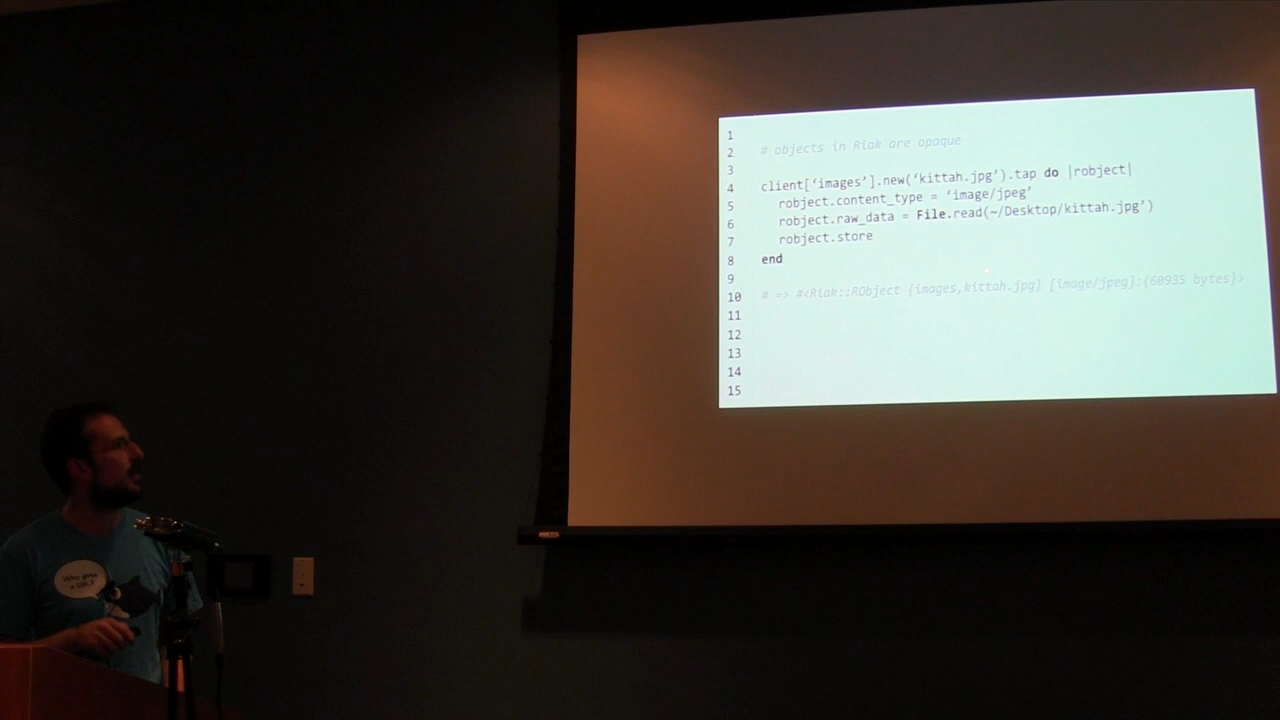 1
2 # objects in Riak are opaque
3
4 client[‘images’].new(‘kittah.jpg’).tap do |robject|
5 robject.content_type = ‘image/jpeg’
6 robject.raw_data = File.read(~/Desktop/kittah.jpg’)
7 robject.store
8 end
9
10 # => #<Riak::RObject {images,kittah.jpg} [image/jpeg]:(60935 bytes)>
11
12
13
14
15
Who gives
a